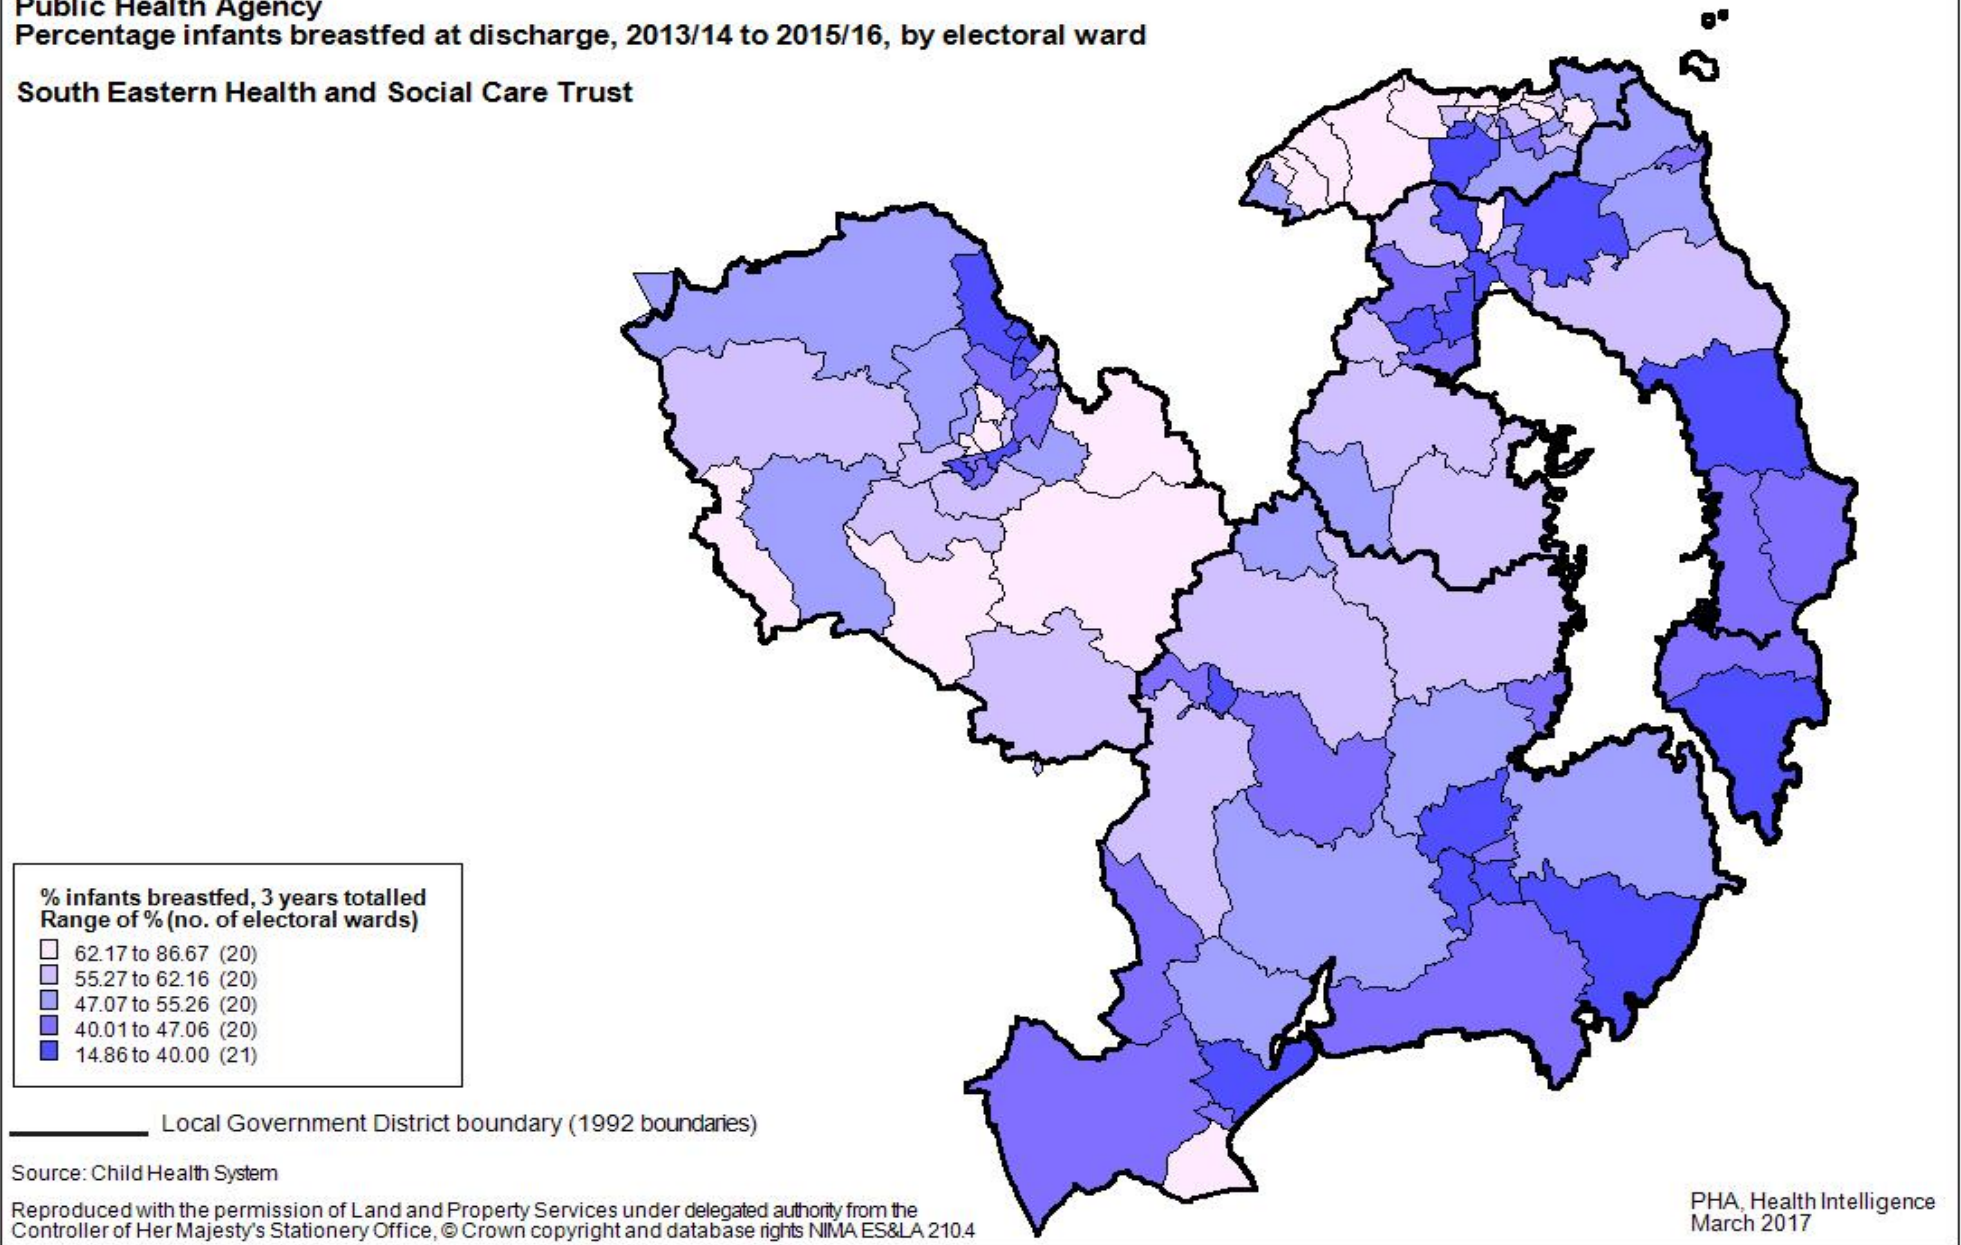 Public Health Agency
Percentage infants breastfed at discharge, 2013/14 to 2015/16, by electoral ward
South Eastern Health and Social Care Trust
% infants breastfed, 3 years totalled
Range of % (no. of electoral wards)
62.17 to 86.67 (20)
55.27 to 62.16 (20)
47.07 to 55.26 (20)
40.01 to 47.06 (20)
14.86 to 40.00 (21)
Local Government District boundary (1992 boundaries)
Source: Child Health System
Reproduced with the permission of Land and Property Services under delegated authority from the
Controller of Her Majesty's Stationery Office, © Crown copyright and database rights NIMA ES&LA 210.4
PHA, Health Intelligence
March 2017